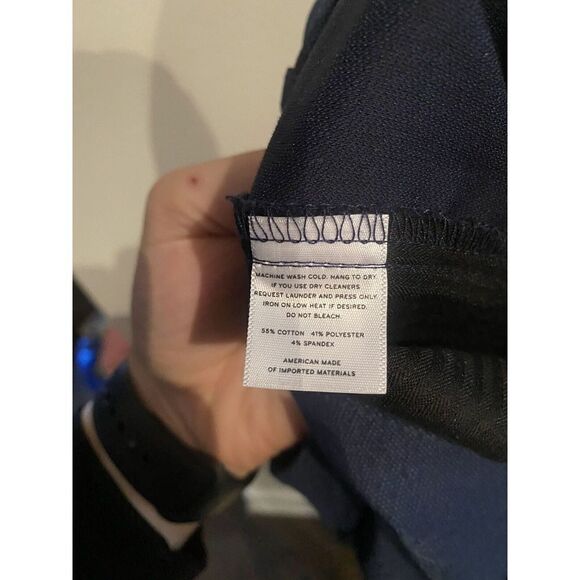 MACHINE WASH COLD. HANG TO DRY
IF YOU USE DRY CLEANERS
REQUEST LAUNDER AND PRESS ONLY.
IRON ON LOW HEAT IF DESIRED.
DO NOT BLEACH.
55% COTTON 41% POLYESTER
4% SPANDEX
AMERICAN MADE
OF IMPORTED MATERIALS